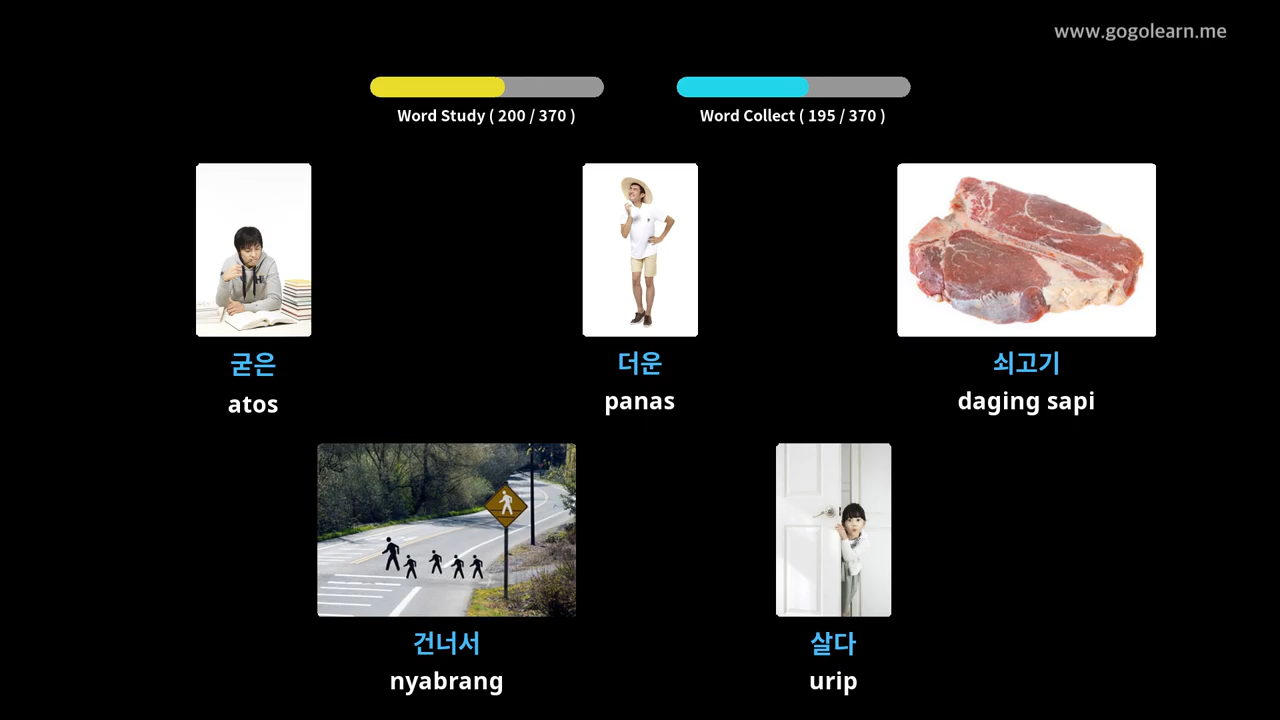 www.gogolearn.me
Word Study ( 200 / 370 )
Word Collect ( 195 / 370 )
굳은
atos
더운
panas
쇠고기
daging sapi
건너서
nyabrang
살다
urip